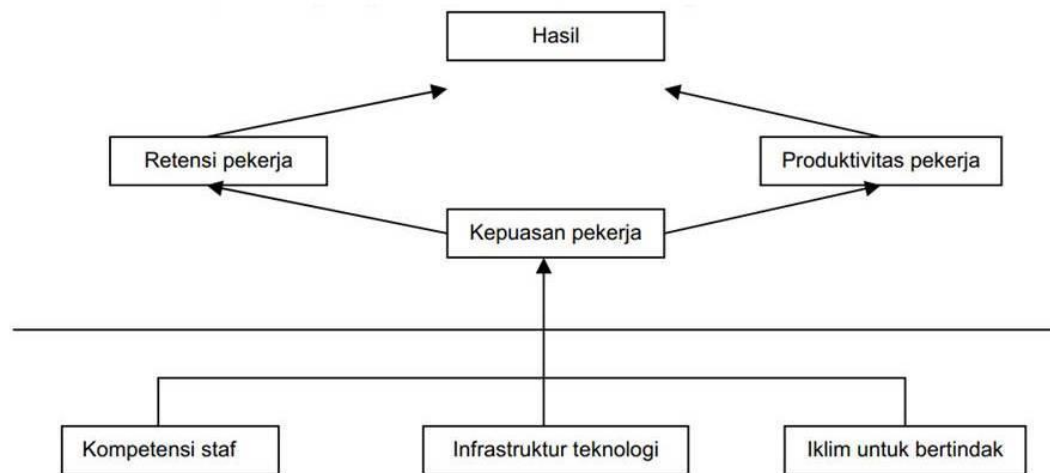 Hasil
Retensi pekerja
Produktivitas pekerja
Kepuasan pekerja
Kompetensi staf
Infrastruktur teknologi
Iklim untuk bertindak